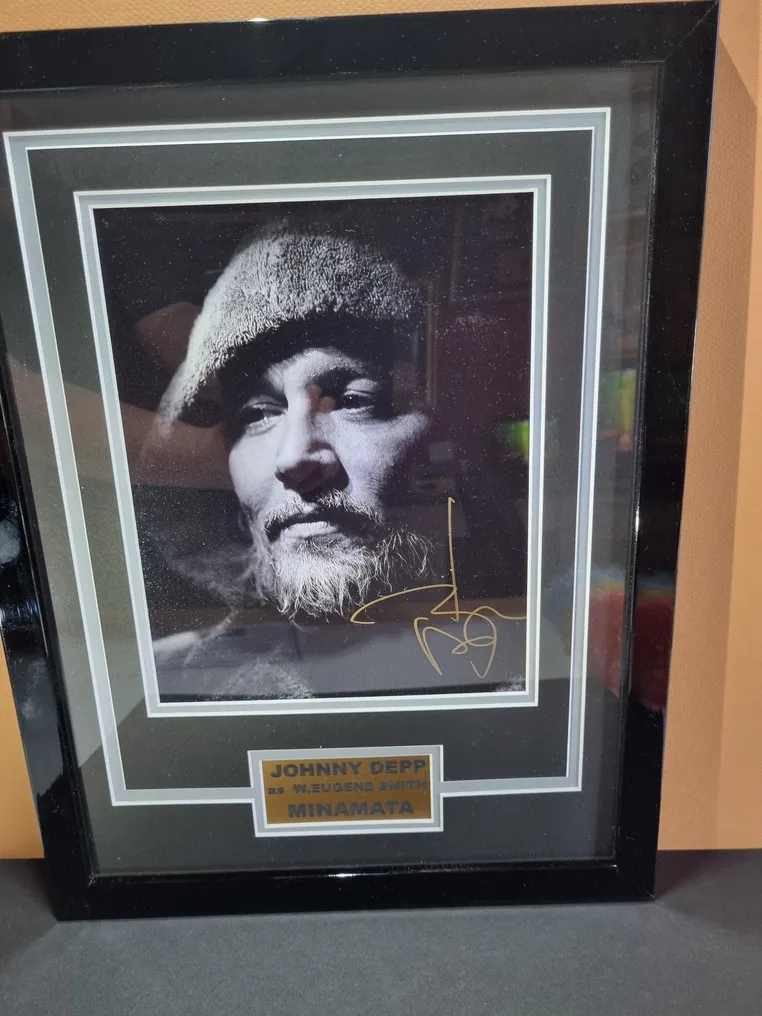 JOHNNY DEPP
as W.EUGENE SMITH
MINAMATA